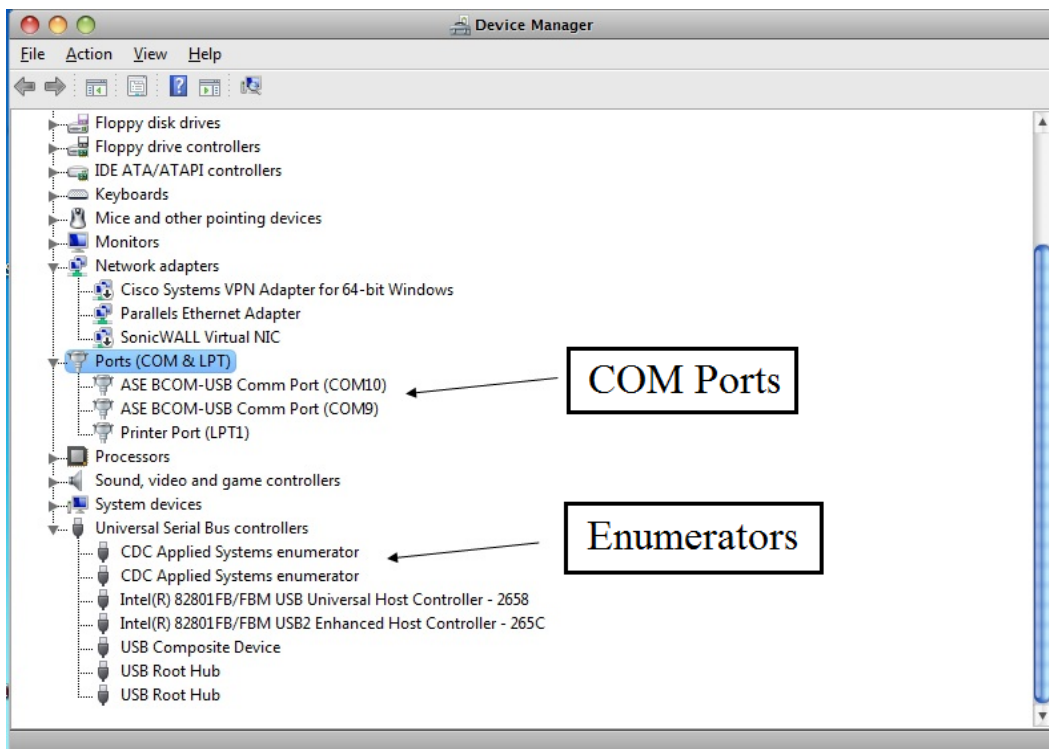 Device Manager
File Action View Help
Floppy disk drives
Floppy drive controllers
IDE ATA/ATAPI controllers
Keyboards
Mice and other pointing devices
Monitors
Network adapters
Cisco Systems VPN Adapter for 64-bit Windows
Parallels Ethernet Adapter
SonicWALL Virtual NIC
Ports (COM & LPT)
ASE BCOM-USB Comm Port (COM10)
COM Ports
ASE BCOM-USB Comm Port (COM9)
Printer Port (LPT1)
Processors
Sound, video and game controllers
System devices
Universal Serial Bus controllers
Enumerators
CDC Applied Systems enumerator
CDC Applied Systems enumerator
Intel(R) 82801FB/FBM USB Universal Host Controller - 2658
Intel(R) 82801FB/FBM USB2 Enhanced Host Controller - 265C
USB Composite Device
USB Root Hub
USB Root Hub